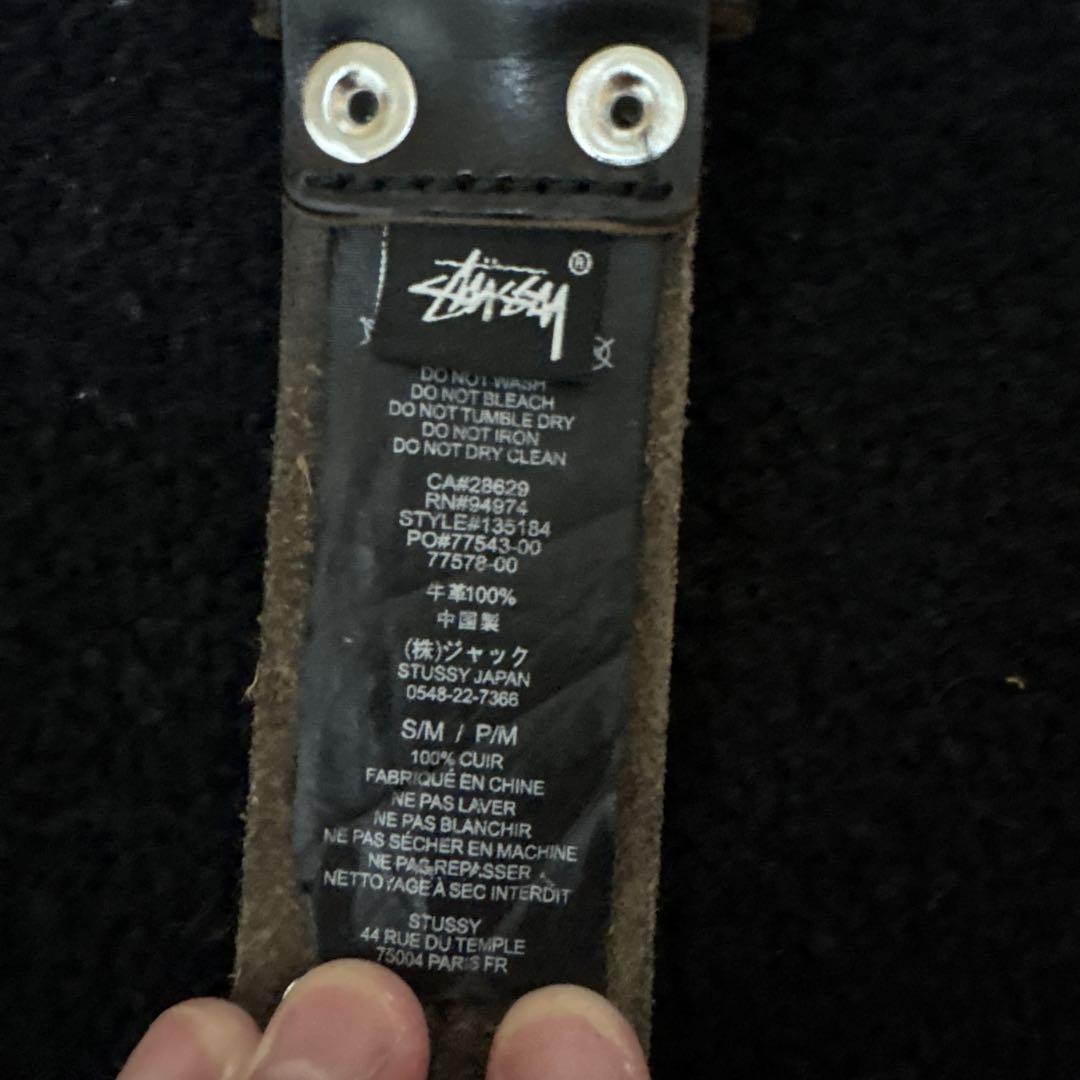 STÜSSY ®
DO NOT WASH
DO NOT BLEACH
DO NOT TUMBLE DRY
DO NOT IRON
DO NOT DRY CLEAN
CA#28629
RN#94974
STYLE#135184
PO#77543-00
77578-00
牛革100%
中国製
(株)ジャック
STUSSY JAPAN
0548-22-7366
S/M / P/M
100% CUIR
FABRIQUÉ EN CHINE
NE PAS LAVER
NE PAS BLANCHIR
NE PAS SÉCHER EN MACHINE
NE PAS REPASSER
NETTOYAGE À SEC INTERDIT
STUSSY
44 RUE DU TEMPLE
75004 PARIS FR